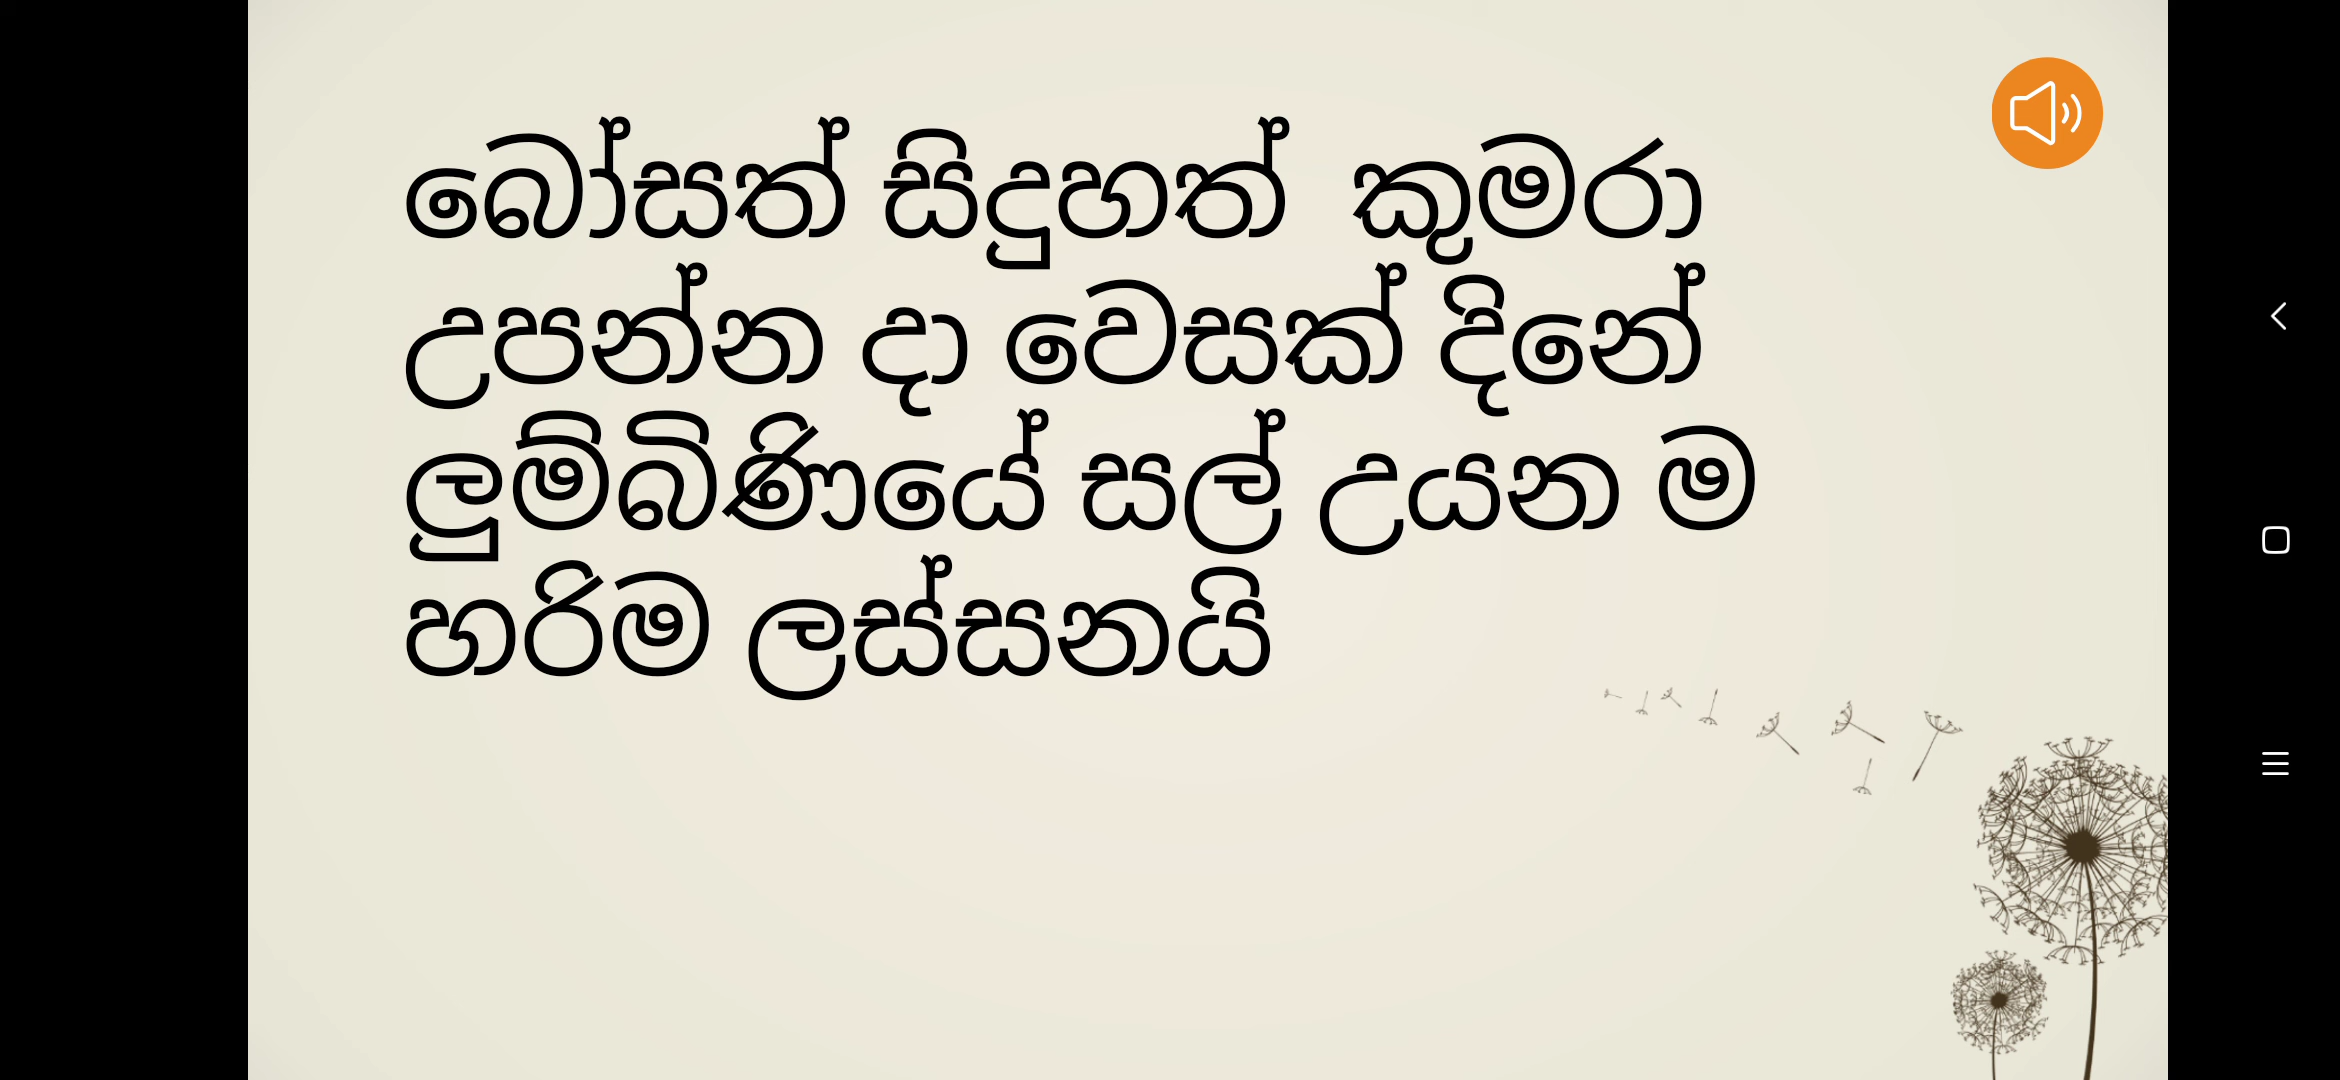 බෝසත් සිදුහත්  කුමරා
උපන්න දා වෙසක් දිනේ
ලුම්බිණියේ සල් උයන ම
හරිම ලස්සනයි